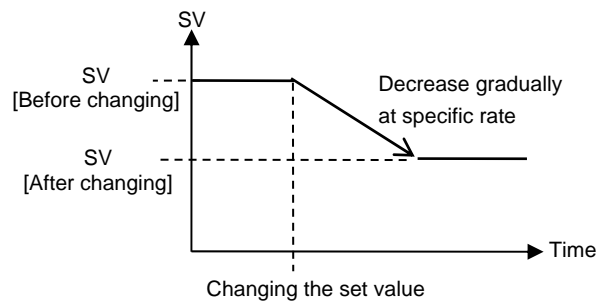 SV
SV
[Before changing]
Decrease gradually
at specific rate
SV
[After changing]
Time
Changing the set value